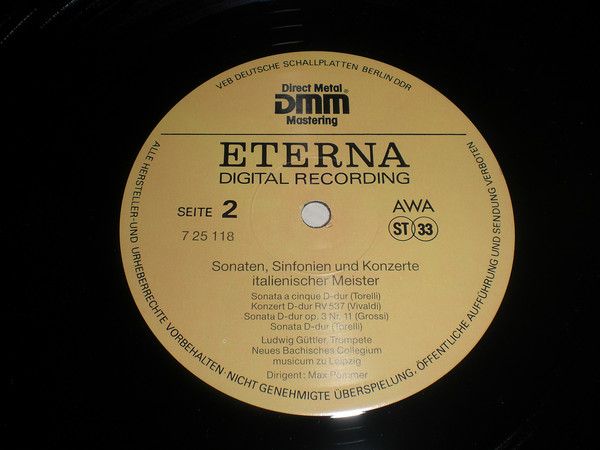 VEB DEUTSCHE SCHALLPLATTEN BERLIN DDR
Direct Metal
DMM®
Mastering
ETERNA
DIGITAL RECORDING
SEITE 2
AWA
7 25 118
ST 33
Sonaten, Sinfonien und Konzerte
italienischer Meister
Sonata a cinque D-dur (Torelli)
Konzert D-dur RV 537 (Vivaldi)
Sonata D-dur op. 3 Nr. 11 (Grossi)
Sonata D-dur (Torelli)
Ludwig Güttler Trompete
Neues Bachisches Collegium
musicum zu Leipzig
Dirigent: Max Pommer
ALLE HERSTELLER- UND URHEBERRECHTE VORBEHALTEN · NICHT GENEHMIGTE ÜBERSPIELUNG, ÖFFENTLICHE AUFFÜHRUNG UND SENDUNG VERBOTEN